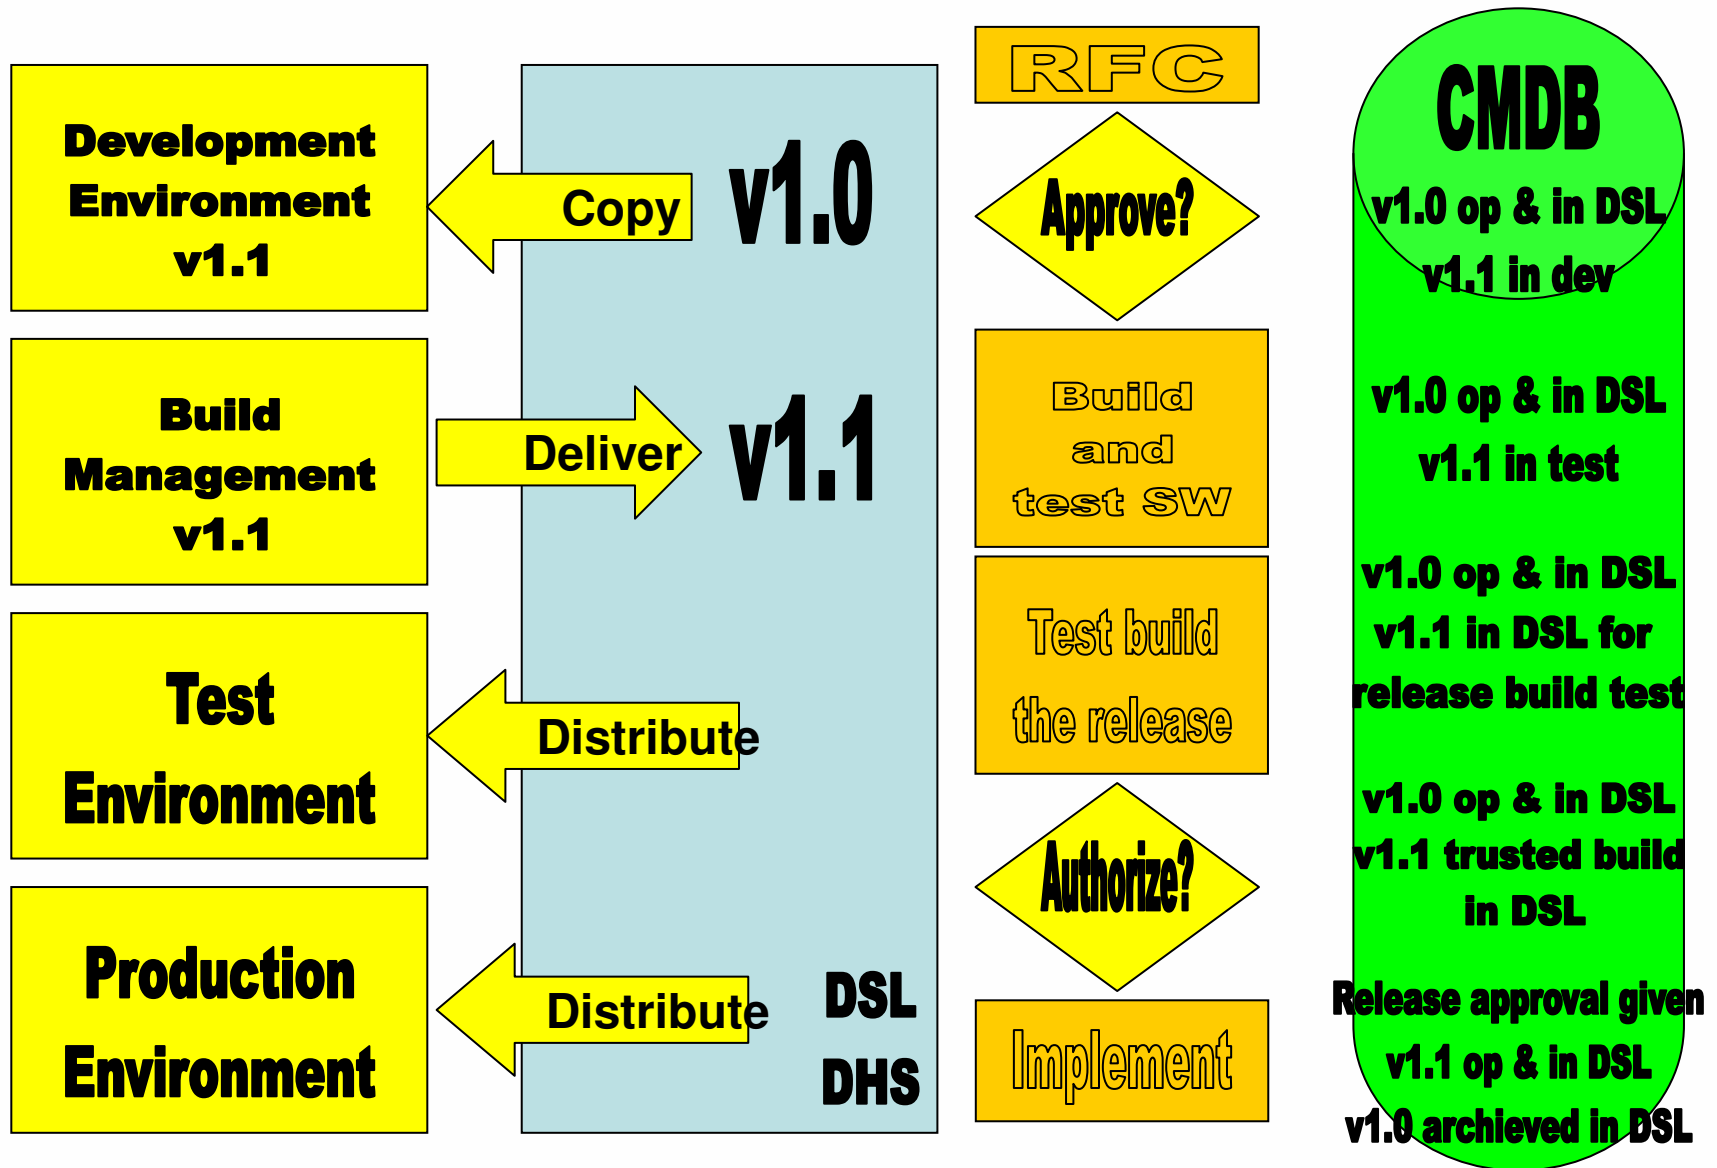 Development
Environment
v1.1
Build
Management
v1.1
Test
Environment
Production
Environment
Copy
v1.0
Deliver
v1.1
Distribute
Distribute
DSL
DHS
RFC
Approve?
Build
and
test SW
Test build
the release
Authorize?
Implement
CMDB
v1.0 op & in DSL
v1.1 in dev
v1.0 op & in DSL
v1.1 in test
v1.0 op & in DSL
v1.1 in DSL for
release build test
v1.0 op & in DSL
v1.1 trusted build
in DSL
Release approval given
v1.1 op & in DSL
v1.0 archieved in DSL